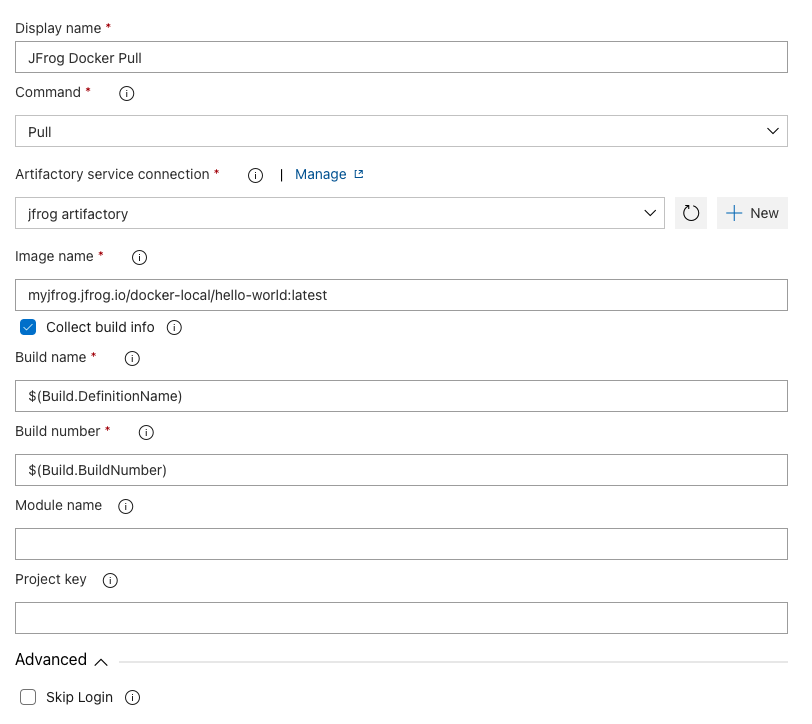 Display name *
JFrog Docker Pull
Command *
Pull
Artifactory service connection * | Manage
jfrog artifactory
New
Image name *
myjfrog.jfrog.io/docker-local/hello-world:latest
Collect build info
Build name *
$(Build.DefinitionName)
Build number *
$(Build.BuildNumber)
Module name
Project key
Advanced
Skip Login